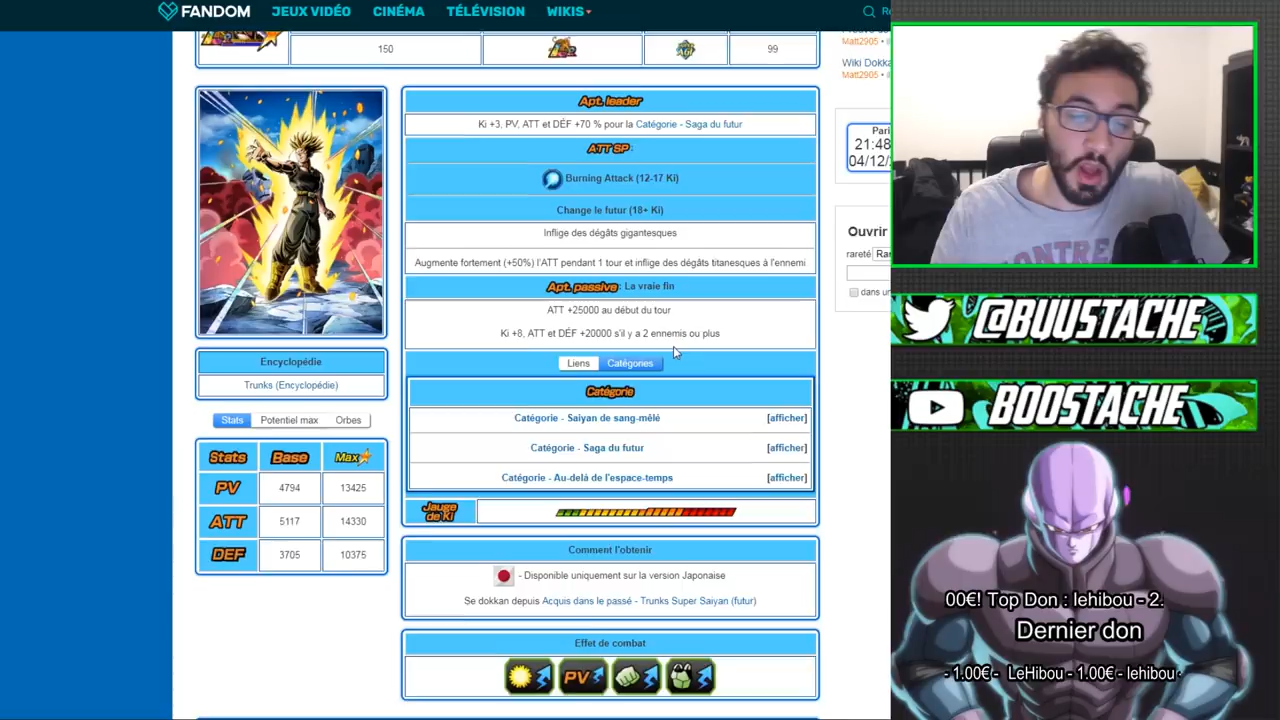 FANDOM JEUX VIDÉO CINÉMA TÉLÉVISION WIKIS
150 99
Matt2905
Wiki Dokka
Matt2905
Apt. leader
Ki +3, PV, ATT et DÉF +70 % pour la Catégorie - Saga du futur
ATT SP :
Burning Attack (12-17 Ki)
Change le futur (18+ Ki)
Inflige des dégâts gigantesques
Augmente fortement (+50%) l'ATT pendant 1 tour et inflige des dégâts titanesques à l'ennemi
Apt. passive : La vraie fin
ATT +25000 au début du tour
Ki +8, ATT et DÉF +20000 s'il y a 2 ennemis ou plus
Liens Catégories
Catégorie
Catégorie - Saiyan de sang-mêlé [afficher]
Catégorie - Saga du futur [afficher]
Catégorie - Au-delà de l'espace-temps [afficher]
Jauge de Ki
Comment l'obtenir
- Disponible uniquement sur la version Japonaise
Se dokkan depuis Acquis dans le passé - Trunks Super Saiyan (futur)
Effet de combat
PV
Encyclopédie
Trunks (Encyclopédie)
Stats Potentiel max Orbes
Stats Base Max
PV 4794 13425
ATT 5117 14330
DEF 3705 10375
Pari
21:48
04/12/
Ouvrir
rareté Rar
dans un
@BUUSTACHE
BOOSTACHE
00€! Top Don : lehibou - 2.
Dernier don
- 1.00€ - LeHibou - 1.00€ - lehibou